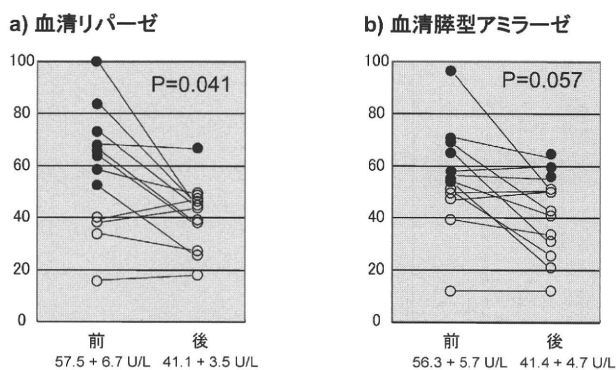 a) 血清リパーゼ
100
80
60
40
20
0
P=0.041
前
後
57.5 + 6.7 U/L
41.1 + 3.5 U/L
b) 血清膵型アミラーゼ
100
80
60
40
20
0
P=0.057
前
後
56.3 + 5.7 U/L
41.4 + 4.7 U/L